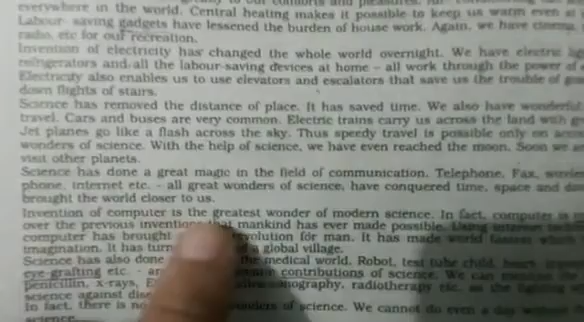 to our comforts and pleasures.
everywhere in the world. Central heating makes it possible to keep us warm even
Labour saving gadgets have lessened the burden of house work. Again, we have cinema,
radio, etc for our recreation.
Invention of electricity has changed the whole world overnight. We have electric
refrigerators and all the labour-saving devices at home - all work through the power of
Electricity also enables us to use elevators and escalators that save us the trouble of
down flights of stairs.
Science has removed the distance of place. It has saved time. We also have wonderful
travel. Cars and buses are very common. Electric trains carry us across the land with
Jet planes go like a flash across the sky. Thus speedy travel is possible only on
wonders of science. With the help of science, we have even reached the moon. Soon we
visit other planets.
Science has done a great magic in the field of communication. Telephone, Fax,
phone, internet etc. - all great wonders of science, have conquered time, space and
brought the world closer to us.
Invention of computer is the greatest wonder of modern science. In fact, computer is
over the previous inventions that mankind has ever made possible. Using internet
computer has brought for man. It has made world
imagination. It has a global village.
Science has also done the medical world. Robot, test tube child,
eye-grafting etc. - contributions of science. We can
penicillin, x-rays, radiotherapy etc. as the
science against
In fact, there is no of science. We cannot do even a day without
science.